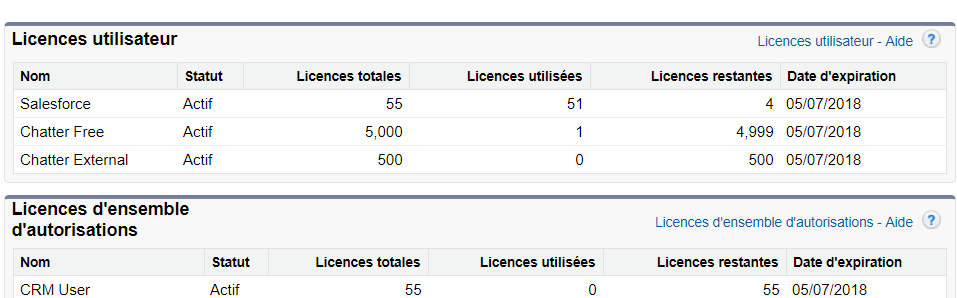 Licences utilisateur
Licences utilisateur - Aide ?
Nom Statut Licences totales Licences utilisées Licences restantes Date d'expiration
Salesforce Actif 55 51 4 05/07/2018
Chatter Free Actif 5,000 1 4,999 05/07/2018
Chatter External Actif 500 0 500 05/07/2018
Licences d'ensemble
d'autorisations
Licences d'ensemble d'autorisations - Aide ?
Nom Statut Licences totales Licences utilisées Licences restantes Date d'expiration
CRM User Actif 55 0 55 05/07/2018